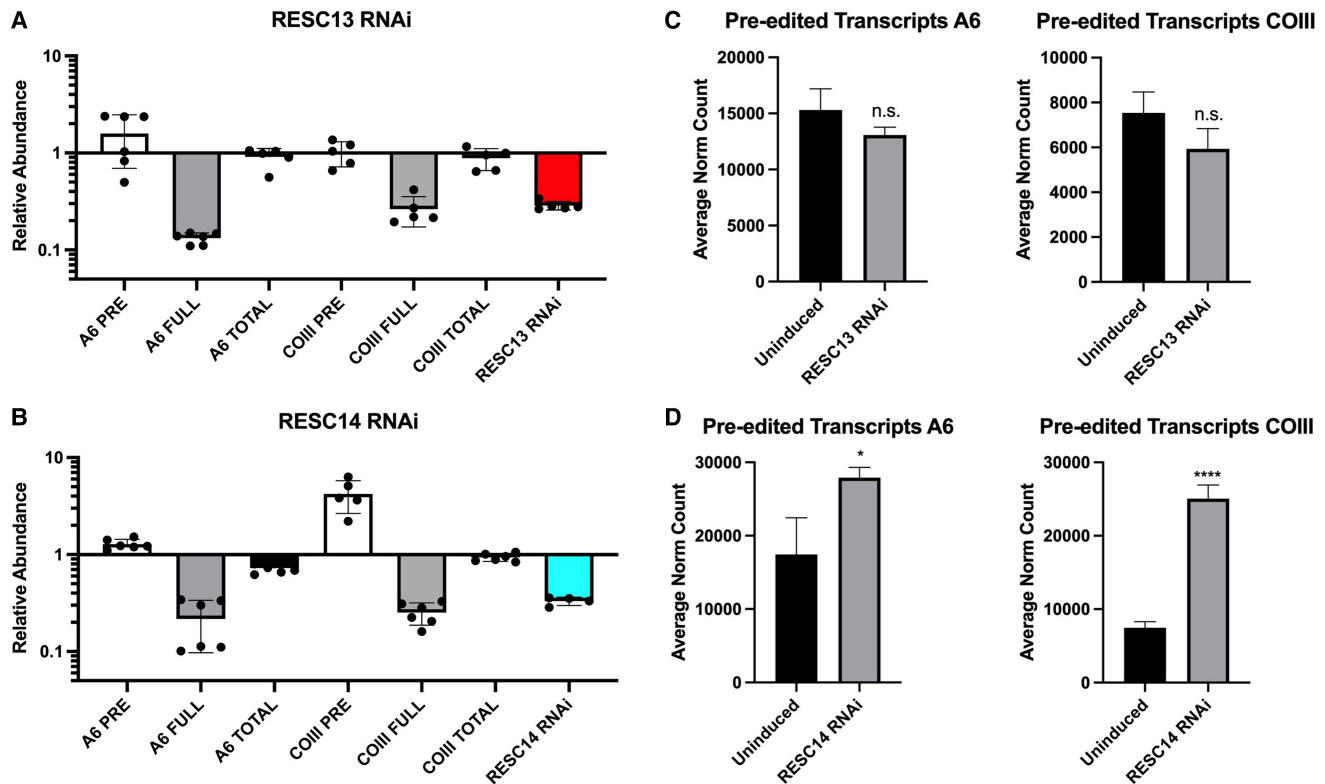 A
RESC13 RNAi
Relative Abundance
10
1
0.1
A6 PRE
A6 FULL
A6 TOTAL
COIII PRE
COIII FULL
COIII TOTAL
RESC13 RNAi
B
RESC14 RNAi
Relative Abundance
10
1
0.1
A6 PRE
A6 FULL
A6 TOTAL
COIII PRE
COIII FULL
COIII TOTAL
RESC14 RNAi
C
Pre-edited Transcripts A6
Average Norm Count
20000
15000
10000
5000
0
n.s.
Uninduced
RESC13 RNAi
Pre-edited Transcripts COIII
Average Norm Count
10000
8000
6000
4000
2000
0
n.s.
Uninduced
RESC13 RNAi
D
Pre-edited Transcripts A6
Average Norm Count
30000
20000
10000
0
*
Uninduced
RESC14 RNAi
Pre-edited Transcripts COIII
Average Norm Count
30000
20000
10000
0
****
Uninduced
RESC14 RNAi